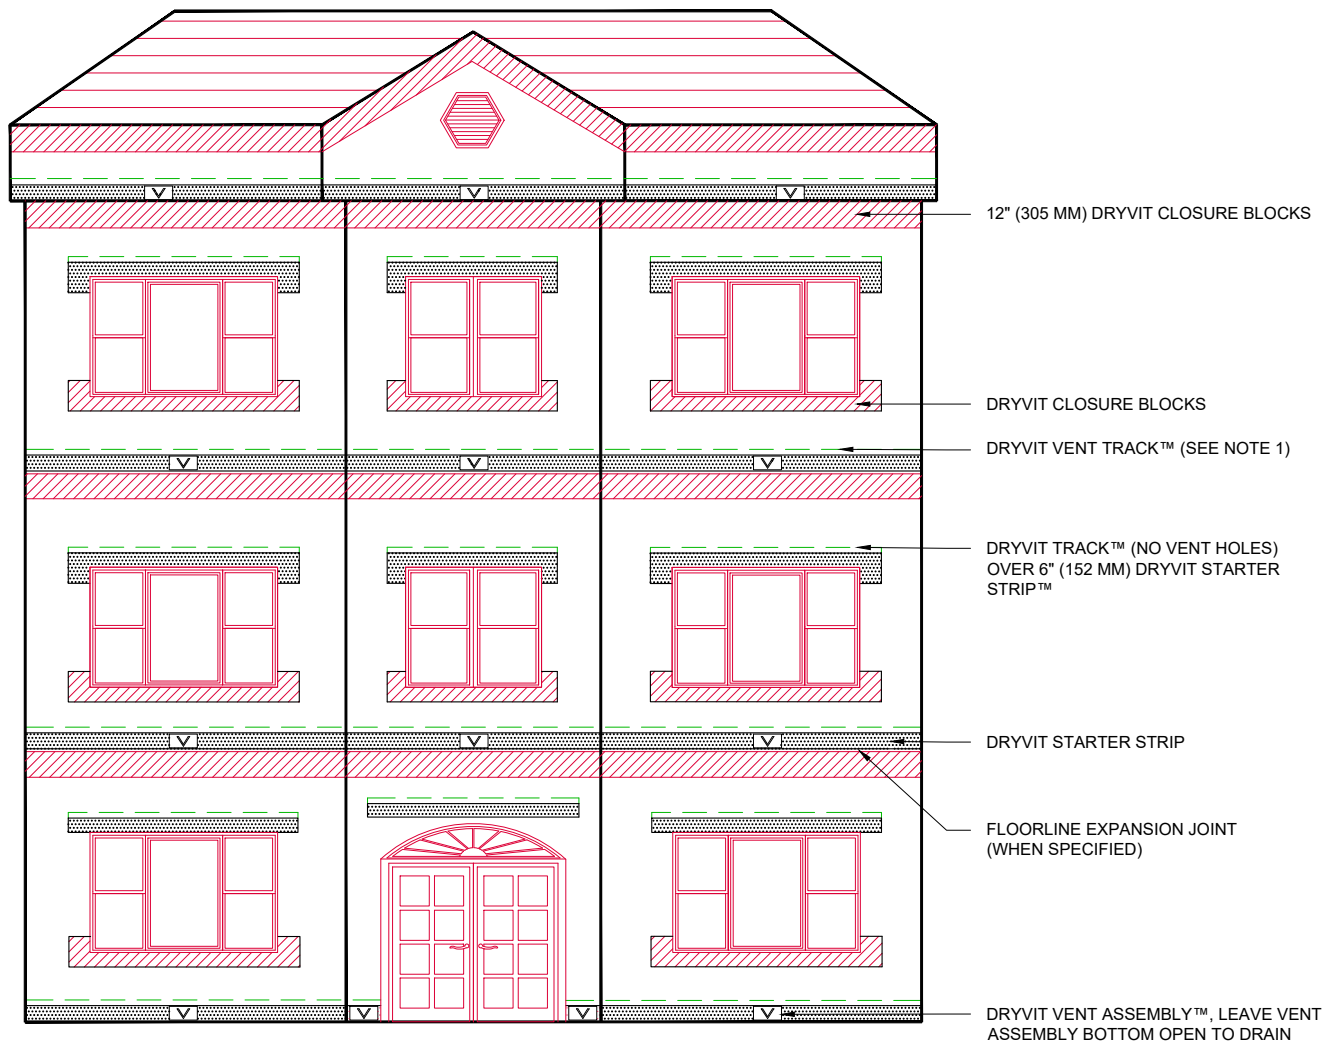 12" (305 MM) DRYVIT CLOSURE BLOCKS
DRYVIT CLOSURE BLOCKS
DRYVIT VENT TRACK™ (SEE NOTE 1)
DRYVIT TRACK™ (NO VENT HOLES)
OVER 6" (152 MM) DRYVIT STARTER
STRIP™
DRYVIT STARTER STRIP
FLOORLINE EXPANSION JOINT
(WHEN SPECIFIED)
DRYVIT VENT ASSEMBLY™, LEAVE VENT
ASSEMBLY BOTTOM OPEN TO DRAIN
V V V
V V V
V V V
V V V V